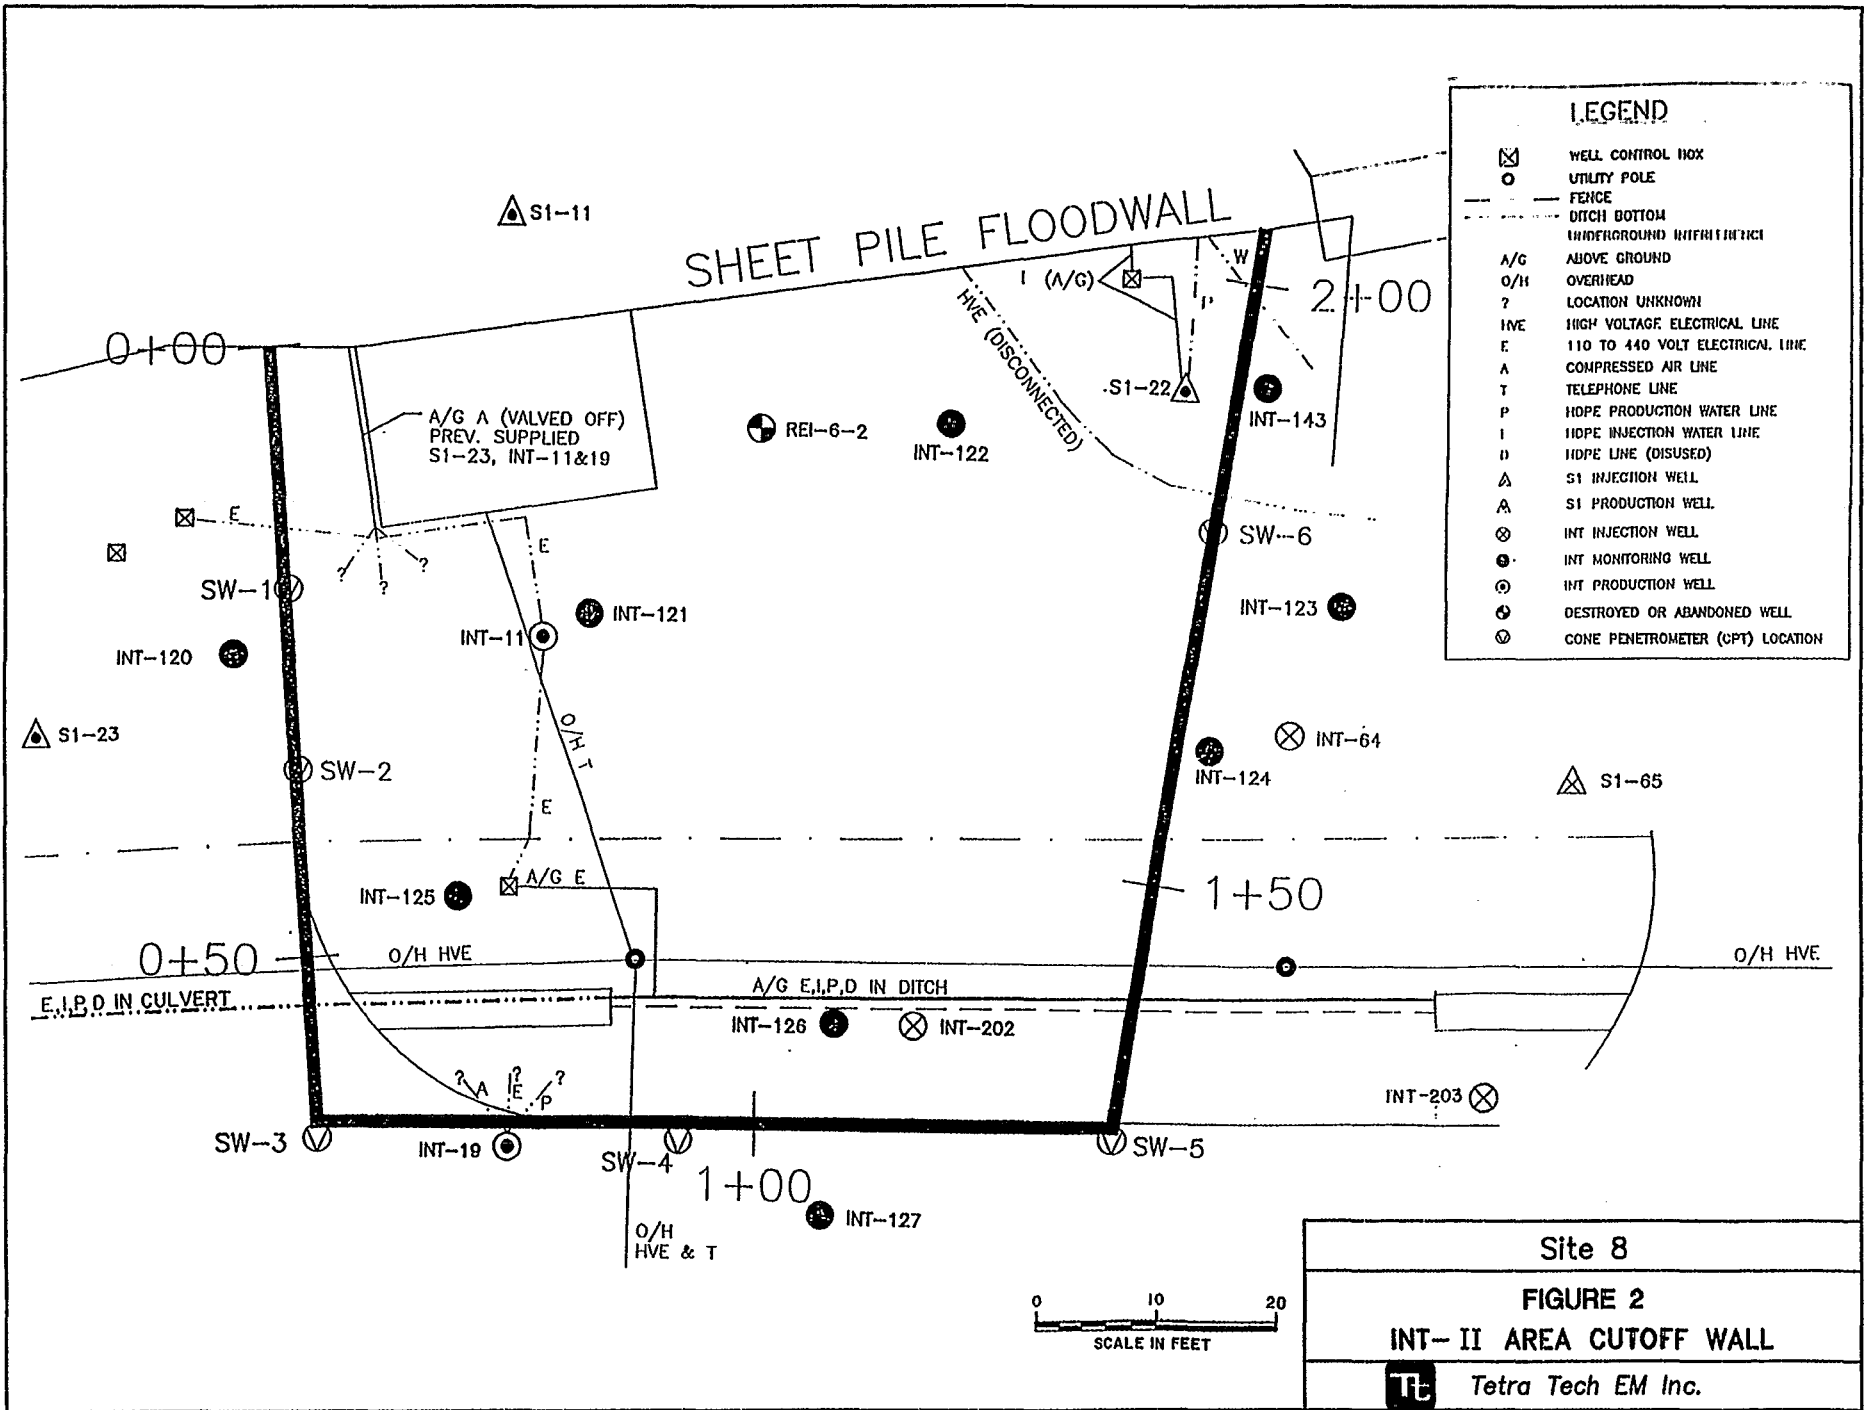 LEGEND
WELL CONTROL BOX
UTILITY POLE
FENCE
DITCH BOTTOM
UNDERGROUND
A/G ABOVE GROUND
O/H OVERHEAD
? LOCATION UNKNOWN
HVE HIGH VOLTAGE ELECTRICAL LINE
E 110 TO 440 VOLT ELECTRICAL LINE
A COMPRESSED AIR LINE
T TELEPHONE LINE
P HDPE PRODUCTION WATER LINE
I HDPE INJECTION WATER LINE
D HDPE LINE (DISUSED)
S1 INJECTION WELL
S1 PRODUCTION WELL
INT INJECTION WELL
INT MONITORING WELL
INT PRODUCTION WELL
DESTROYED OR ABANDONED WELL
CONE PENETROMETER (CPT) LOCATION
S1-11
SHEET PILE FLOODWALL
W
I (A/G)
P
2+00
0+00
HVE (DISCONNECTED)
S1-22
INT-143
A/G A (VALVED OFF)
PREV. SUPPLIED
S1-23, INT-11&19
REI-6-2
INT-122
E
E
? ? ?
SW-6
SW-1
INT-121
INT-123
INT-11
INT-120
O/H T
S1-23
SW-2
INT-64
INT-124
S1-65
E
A/G E
INT-125
1+50
0+50
O/H HVE
O/H HVE
E,I,P,D IN CULVERT
A/G E,I,P,D IN DITCH
INT-126
INT-202
? ? ?
A E P
INT-203
SW-3
INT-19
SW-4
SW-5
1+00
INT-127
O/H
HVE & T
0 10 20
SCALE IN FEET
Site 8
FIGURE 2
INT-II AREA CUTOFF WALL
Tt Tetra Tech EM Inc.